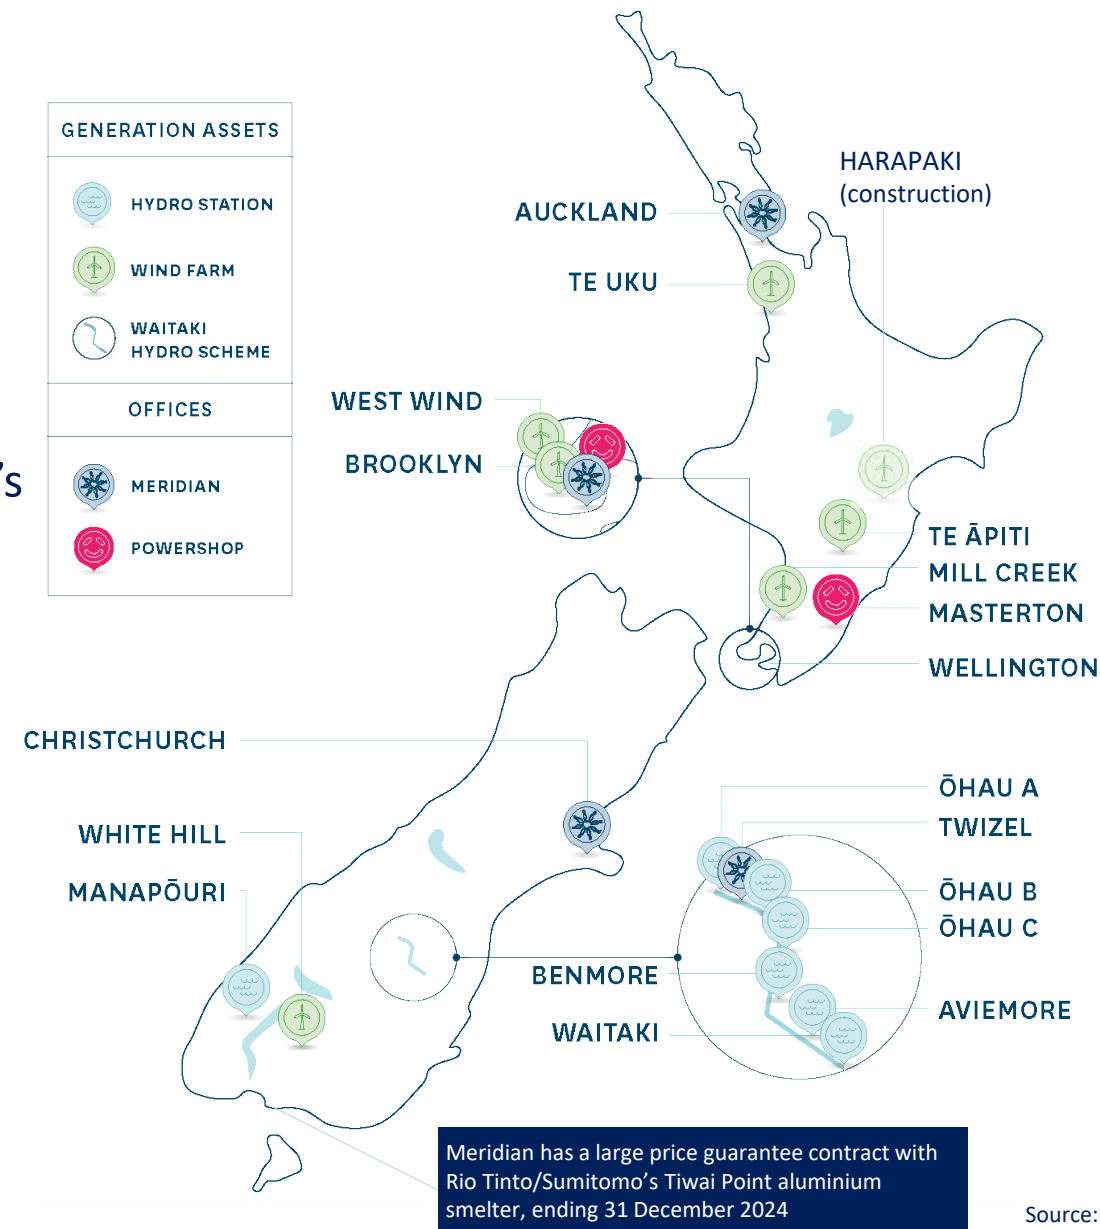 GENERATION ASSETS
HYDRO STATION
WIND FARM
WAITAKI
HYDRO SCHEME
OFFICES
MERIDIAN
POWERSHOP
's
HARAPAKI
(construction)
AUCKLAND
TE UKU
WEST WIND
BROOKLYN
TE ĀPITI
MILL CREEK
MASTERTON
WELLINGTON
CHRISTCHURCH
WHITE HILL
MANAPŌURI
ŌHAU A
TWIZEL
ŌHAU B
ŌHAU C
BENMORE
AVIEMORE
WAITAKI
Meridian has a large price guarantee contract with
Rio Tinto/Sumitomo's Tiwai Point aluminium
smelter, ending 31 December 2024
Source: